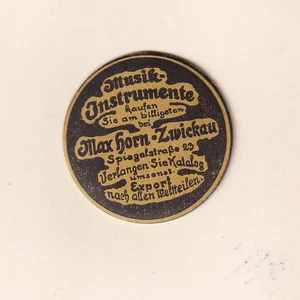 Musik-
Instrumente
kaufen
Sie am billigsten
bei
Max Horn-Zwickau
Spiegelstraße 23
Verlangen Sie Katalog
umsonst
Export
nach allen Weltteilen.